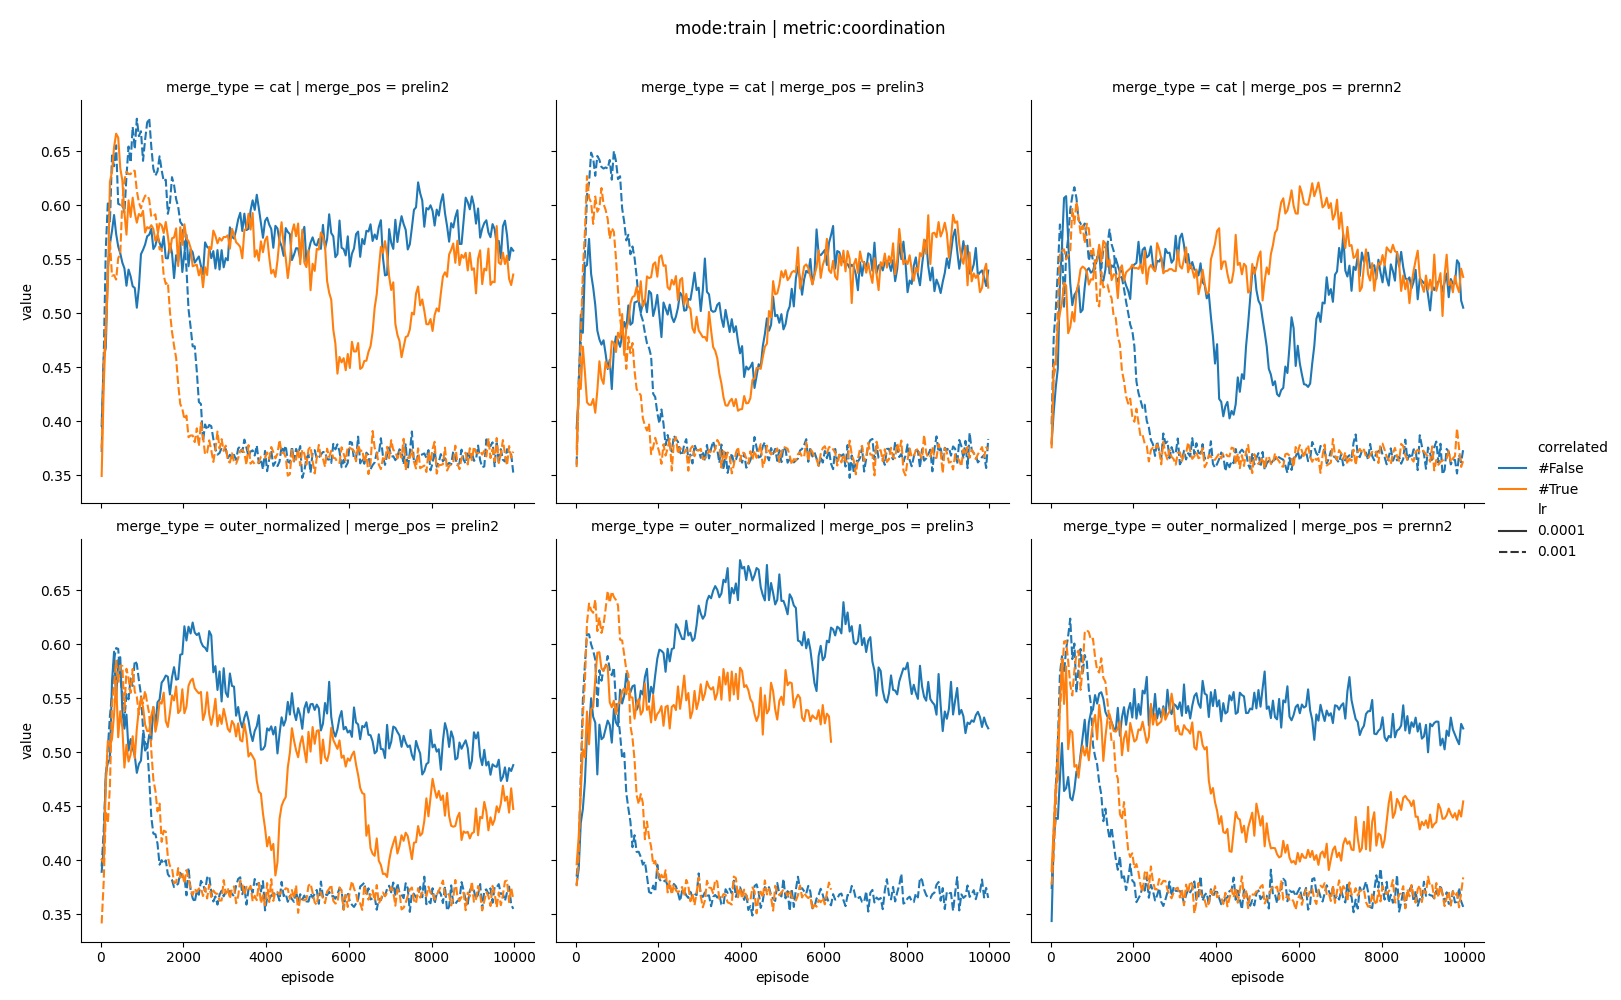 mode:train | metric:coordination
merge_type = cat | merge_pos = prelin2
merge_type = cat | merge_pos = prelin3
merge_type = cat | merge_pos = prernn2
0.65
0.60
0.55
0.50
0.45
0.40
0.35
value
correlated
#False
#True
lr
0.0001
0.001
merge_type = outer_normalized | merge_pos = prelin2
merge_type = outer_normalized | merge_pos = prelin3
merge_type = outer_normalized | merge_pos = prernn2
0.65
0.60
0.55
0.50
0.45
0.40
0.35
value
0 2000 4000 6000 8000 10000
0 2000 4000 6000 8000 10000
0 2000 4000 6000 8000 10000
episode
episode
episode